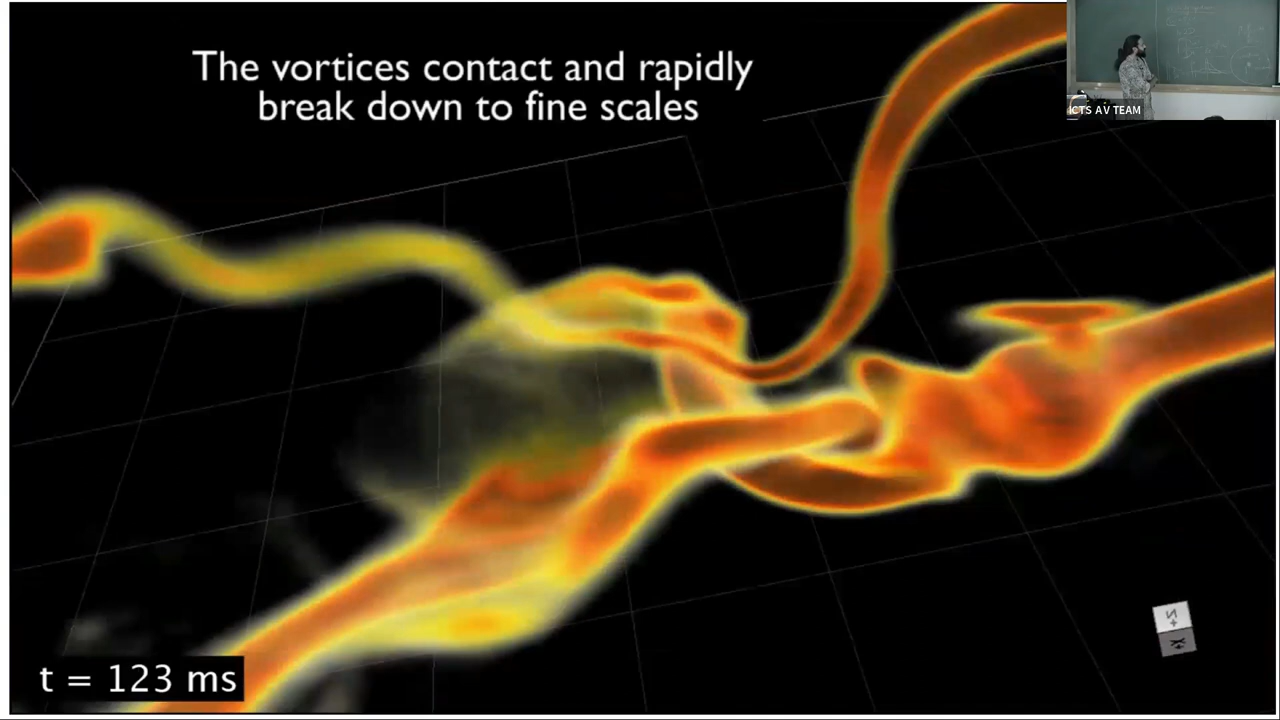 The vortices contact and rapidly
break down to fine scales
ICTS AV TEAM
t = 123 ms